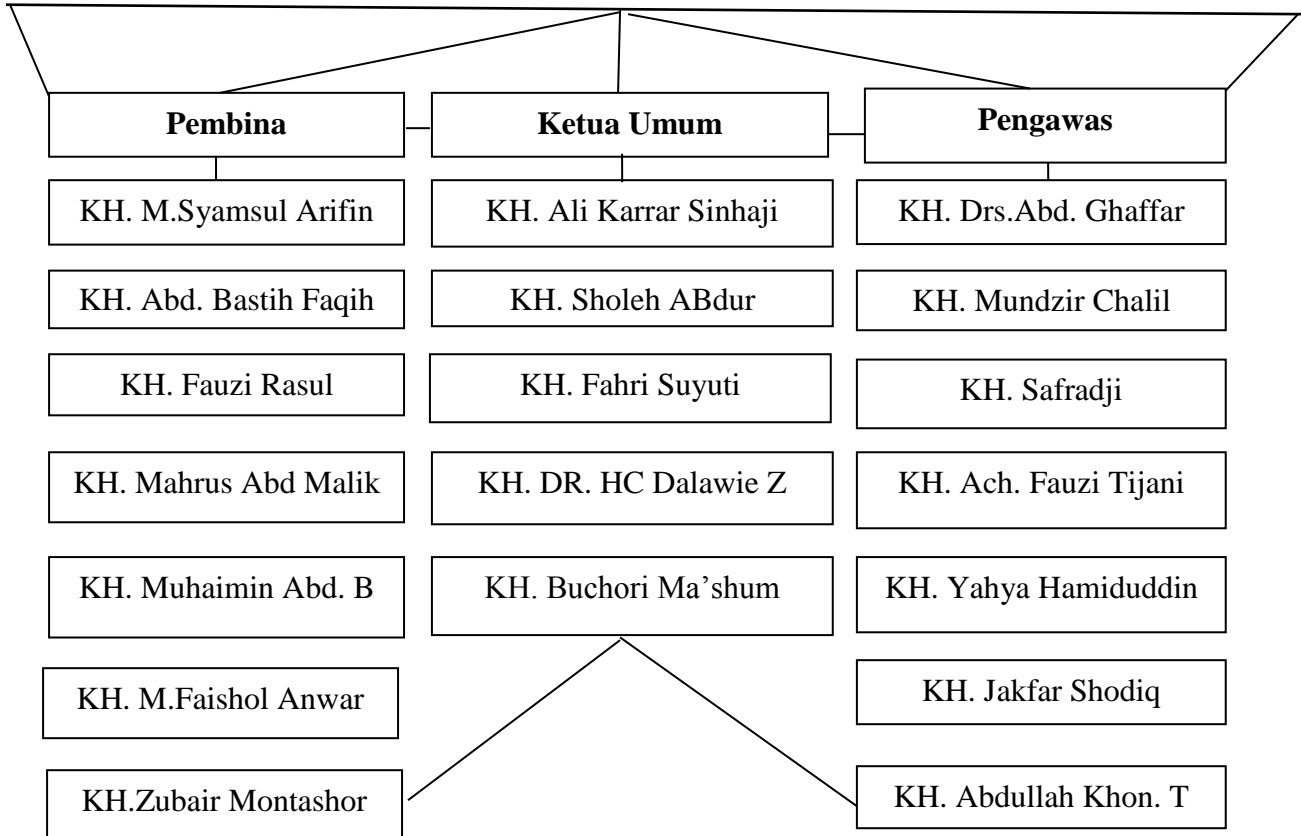 Pembina
Ketua Umum
Pengawas
KH. M.Syamsul Arifin
KH. Ali Karrar Sinhaji
KH. Drs.Abd. Ghaffar
KH. Abd. Bastih Faqih
KH. Sholeh ABdur
KH. Mundzir Chalil
KH. Fauzi Rasul
KH. Fahri Suyuti
KH. Safradji
KH. Mahrus Abd Malik
KH. DR. HC Dalawie Z
KH. Ach. Fauzi Tijani
KH. Muhaimin Abd. B
KH. Buchori Ma’shum
KH. Yahya Hamiduddin
KH. M.Faishol Anwar
KH. Jakfar Shodiq
KH.Zubair Montashor
KH. Abdullah Khon. T